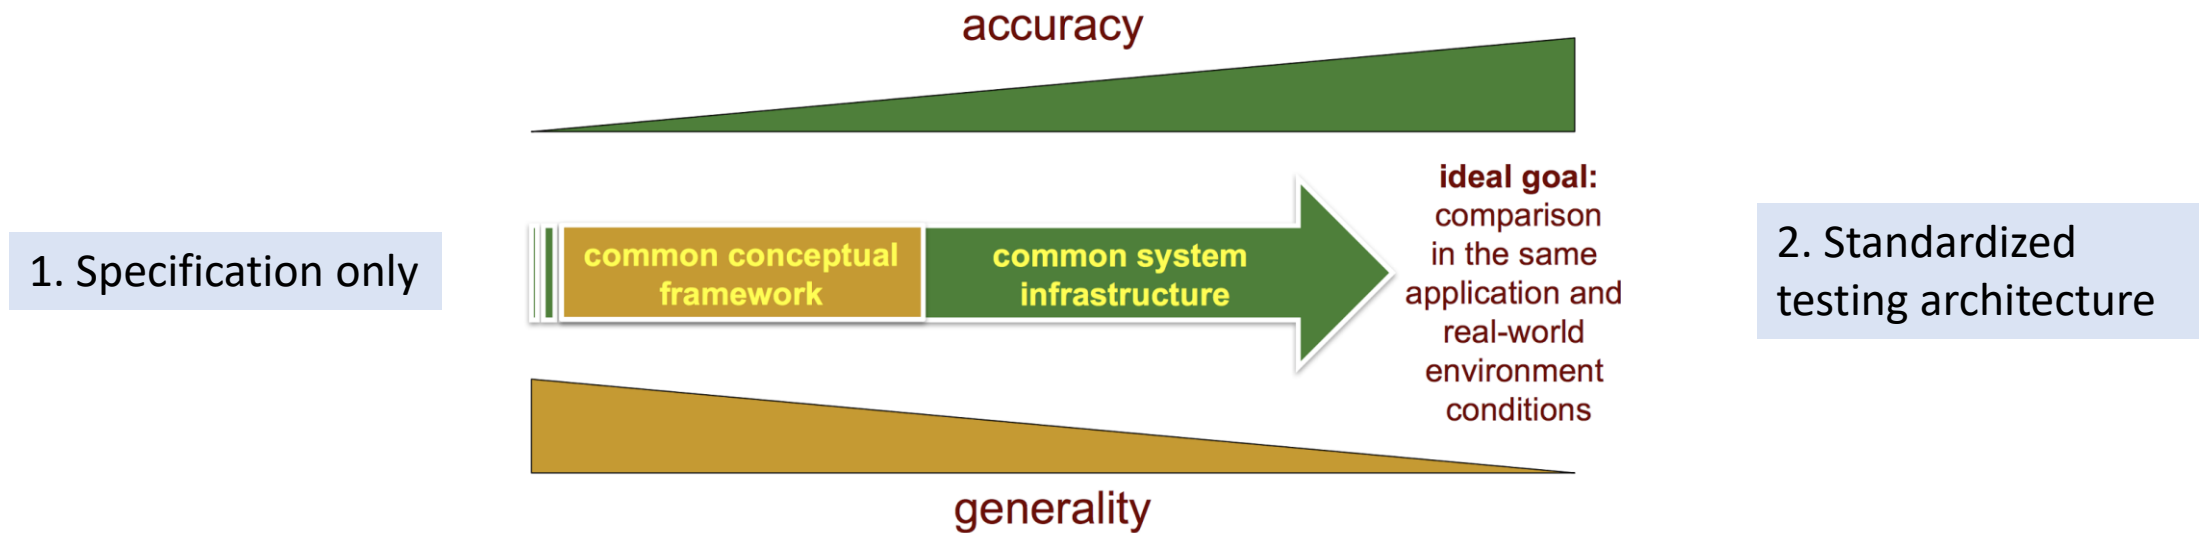 accuracy
1. Specification only
common conceptual
framework
common system
infrastructure
ideal goal:
comparison
in the same
application and
real-world
environment
conditions
2. Standardized
testing architecture
generality